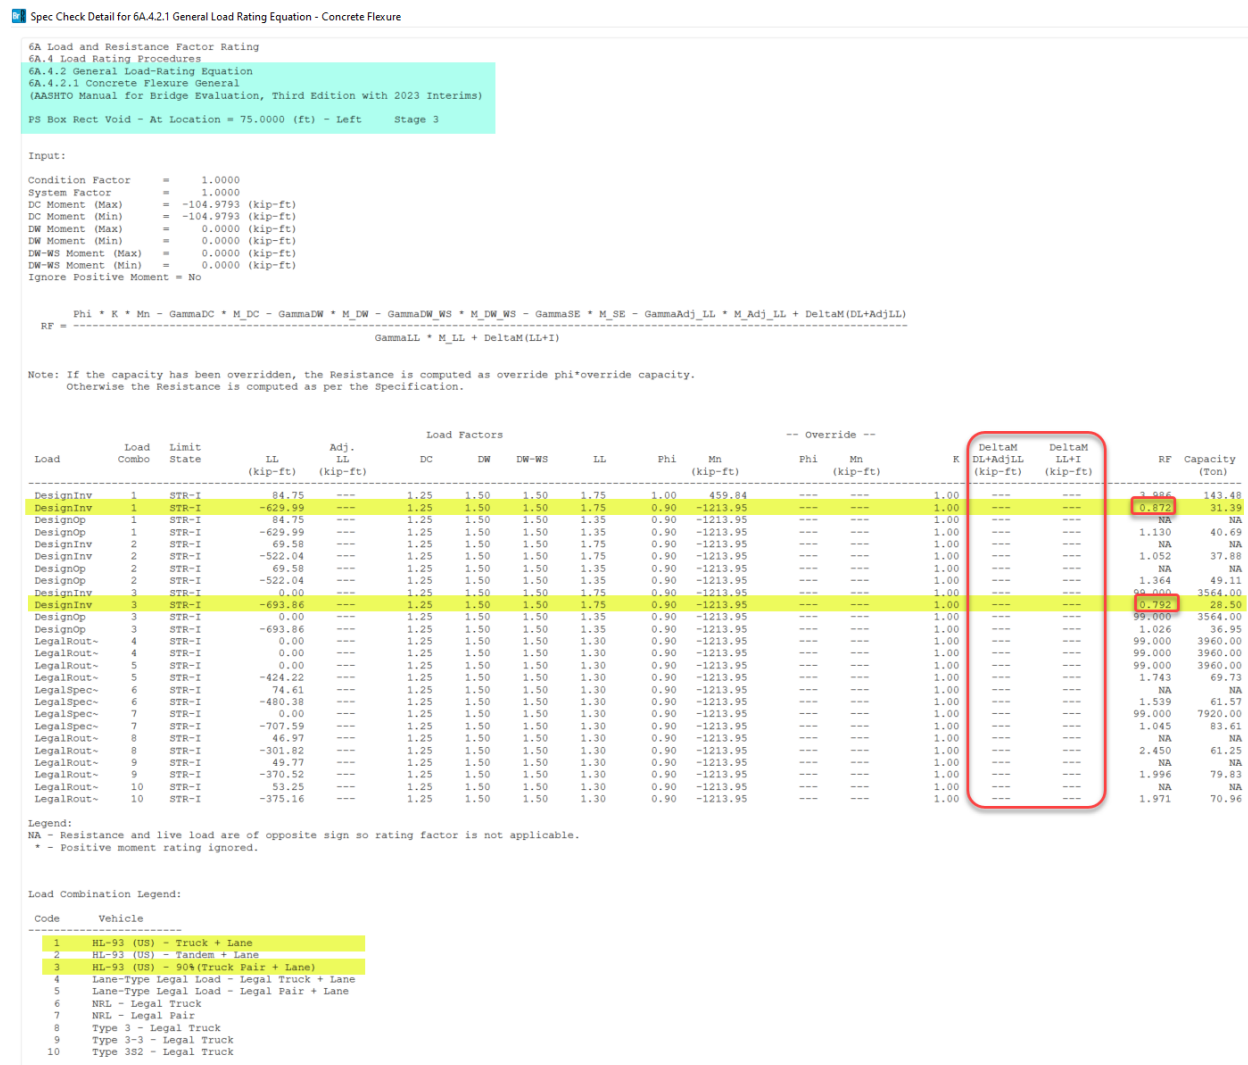 Br Spec Check Detail for 6A.4.2.1 General Load Rating Equation - Concrete Flexure
6A Load and Resistance Factor Rating
6A.4 Load Rating Procedures
6A.4.2 General Load-Rating Equation
6A.4.2.1 Concrete Flexure General
(AASHTO Manual for Bridge Evaluation, Third Edition with 2023 Interims)
PS Box Rect Void - At Location = 75.0000 (ft) - Left Stage 3
Input:
Condition Factor = 1.0000
System Factor = 1.0000
DC Moment (Max) = -104.9793 (kip-ft)
DC Moment (Min) = -104.9793 (kip-ft)
DW Moment (Max) = 0.0000 (kip-ft)
DW Moment (Min) = 0.0000 (kip-ft)
DW-WS Moment (Max) = 0.0000 (kip-ft)
DW-WS Moment (Min) = 0.0000 (kip-ft)
Ignore Positive Moment = No
Phi * K * Mn - GammaDC * M_DC - GammaDW * M_DW - GammaDW_WS * M_DW_WS - GammaSE * M_SE - GammaAdj_LL * M_Adj_LL + DeltaM(DL+AdjLL)
RF = ---
GammaLL * M_LL + DeltaM(LL+I)
Note: If the capacity has been overridden, the Resistance is computed as override phi*override capacity.
Otherwise the Resistance is computed as per the Specification.
Load Factors -- Override --
Load Limit Adj. DeltaM DeltaM
Load Combo State LL LL DC DW DW-WS LL Phi Mn Phi Mn K DL+AdjLL LL+I RF Capacity
(kip-ft) (kip-ft) (kip-ft) (kip-ft) (kip-ft) (kip-ft) (Ton)
DesignInv 1 STR-I 84.75 --- 1.25 1.50 1.50 1.75 1.00 459.84 --- --- 1.00 --- --- 3.986 143.48
DesignInv 1 STR-I -629.99 --- 1.25 1.50 1.50 1.75 0.90 -1213.95 --- --- 1.00 --- --- 0.872 31.39
DesignOp 1 STR-I 84.75 --- 1.25 1.50 1.50 1.35 0.90 -1213.95 --- --- 1.00 --- --- NA NA
DesignOp 1 STR-I -629.99 --- 1.25 1.50 1.50 1.35 0.90 -1213.95 --- --- 1.00 --- --- 1.130 40.69
DesignInv 2 STR-I 69.58 --- 1.25 1.50 1.50 1.75 0.90 -1213.95 --- --- 1.00 --- --- NA NA
DesignInv 2 STR-I -522.04 --- 1.25 1.50 1.50 1.75 0.90 -1213.95 --- --- 1.00 --- --- 1.052 37.88
DesignOp 2 STR-I 69.58 --- 1.25 1.50 1.50 1.35 0.90 -1213.95 --- --- 1.00 --- --- NA NA
DesignOp 2 STR-I -522.04 --- 1.25 1.50 1.50 1.35 0.90 -1213.95 --- --- 1.00 --- --- 1.364 49.11
DesignInv 3 STR-I 0.00 --- 1.25 1.50 1.50 1.75 0.90 -1213.95 --- --- 1.00 --- --- 99.000 3564.00
DesignInv 3 STR-I -693.86 --- 1.25 1.50 1.50 1.75 0.90 -1213.95 --- --- 1.00 --- --- 0.792 28.50
DesignOp 3 STR-I 0.00 --- 1.25 1.50 1.50 1.35 0.90 -1213.95 --- --- 1.00 --- --- 99.000 3564.00
DesignOp 3 STR-I -693.86 --- 1.25 1.50 1.50 1.35 0.90 -1213.95 --- --- 1.00 --- --- 1.026 36.95
LegalRout~ 4 STR-I 0.00 --- 1.25 1.50 1.50 1.30 0.90 -1213.95 --- --- 1.00 --- --- 99.000 3960.00
LegalRout~ 4 STR-I 0.00 --- 1.25 1.50 1.50 1.30 0.90 -1213.95 --- --- 1.00 --- --- 99.000 3960.00
LegalRout~ 5 STR-I 0.00 --- 1.25 1.50 1.50 1.30 0.90 -1213.95 --- --- 1.00 --- --- 99.000 3960.00
LegalRout~ 5 STR-I -424.22 --- 1.25 1.50 1.50 1.30 0.90 -1213.95 --- --- 1.00 --- --- 1.743 69.73
LegalSpec~ 6 STR-I 74.61 --- 1.25 1.50 1.50 1.30 0.90 -1213.95 --- --- 1.00 --- --- NA NA
LegalSpec~ 6 STR-I -480.38 --- 1.25 1.50 1.50 1.30 0.90 -1213.95 --- --- 1.00 --- --- 1.539 61.57
LegalSpec~ 7 STR-I 0.00 --- 1.25 1.50 1.50 1.30 0.90 -1213.95 --- --- 1.00 --- --- 99.000 7920.00
LegalSpec~ 7 STR-I -707.59 --- 1.25 1.50 1.50 1.30 0.90 -1213.95 --- --- 1.00 --- --- 1.045 83.61
LegalRout~ 8 STR-I 46.97 --- 1.25 1.50 1.50 1.30 0.90 -1213.95 --- --- 1.00 --- --- NA NA
LegalRout~ 8 STR-I -301.82 --- 1.25 1.50 1.50 1.30 0.90 -1213.95 --- --- 1.00 --- --- 2.450 61.25
LegalRout~ 9 STR-I 49.77 --- 1.25 1.50 1.50 1.30 0.90 -1213.95 --- --- 1.00 --- --- NA NA
LegalRout~ 9 STR-I -370.52 --- 1.25 1.50 1.50 1.30 0.90 -1213.95 --- --- 1.00 --- --- 1.996 79.83
LegalRout~ 10 STR-I 53.25 --- 1.25 1.50 1.50 1.30 0.90 -1213.95 --- --- 1.00 --- --- NA NA
LegalRout~ 10 STR-I -375.16 --- 1.25 1.50 1.50 1.30 0.90 -1213.95 --- --- 1.00 --- --- 1.971 70.96
Legend:
NA - Resistance and live load are of opposite sign so rating factor is not applicable.
* - Positive moment rating ignored.
Load Combination Legend:
Code Vehicle
1 HL-93 (US) - Truck + Lane
2 HL-93 (US) - Tandem + Lane
3 HL-93 (US) - 90%(Truck Pair + Lane)
4 Lane-Type Legal Load - Legal Truck + Lane
5 Lane-Type Legal Load - Legal Pair + Lane
6 NRL - Legal Truck
7 NRL - Legal Pair
8 Type 3 - Legal Truck
9 Type 3-3 - Legal Truck
10 Type 3S2 - Legal Truck